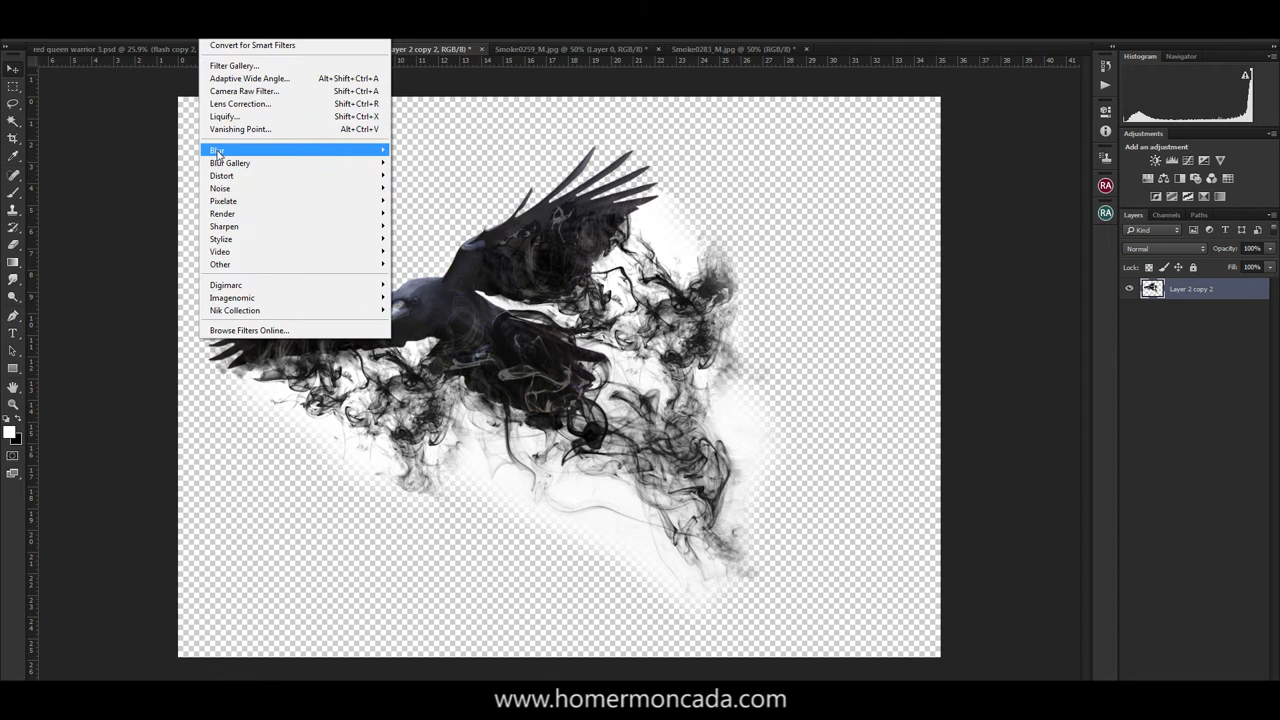 red queen warrior 3.psd @ 25.9% (flash copy 2,
ayer 2 copy 2, RGB/8) * ×
Smoke0259_M.jpg @ 50% (Layer 0, RGB/8) * ×
Smoke0283_M.jpg @ 50% (RGB/8) * ×
Convert for Smart Filters
Filter Gallery...
Adaptive Wide Angle... Alt+Shift+Ctrl+A
Camera Raw Filter... Shift+Ctrl+A
Lens Correction... Shift+Ctrl+R
Liquify... Shift+Ctrl+X
Vanishing Point... Alt+Ctrl+V
Blur
Blur Gallery
Distort
Noise
Pixelate
Render
Sharpen
Stylize
Video
Other
Digimarc
Imagenomic
Nik Collection
Browse Filters Online...
Histogram Navigator
Adjustments
Add an adjustment
RA
RA
Layers Channels Paths
Kind
Normal Opacity: 100%
Lock: Fill: 100%
Layer 2 copy 2
www.homermoncada.com